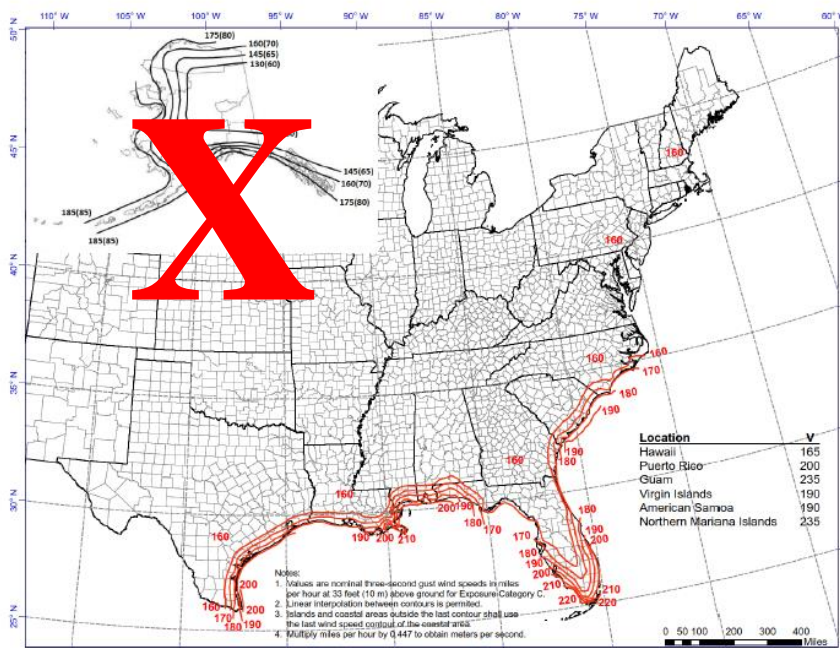 110° W 105° W 100° W 95° W 90° W 85° W 80° W 75° W 70° W 65° W 60° W
50° N
175(80)
160(70)
145(65)
130(60)
45° N
X
160
145(65)
160(70)
175(80)
185(85)
185(85)
160
40° N
160
160
170
35° N
180
190
Location V
Hawaii 165
Puerto Rico 200
Guam 235
Virgin Islands 190
American Samoa 190
Northern Mariana Islands 235
190
180
160
160
30° N
200
190
180
170
190
200
210
180
190
200
160
170
180
190
200
210
220
210
220
200
160
170
180
200
190
25° N
Notes:
1. Values are nominal three-second gust wind speeds in miles
per hour at 33 feet (10 m) above ground for Exposure Category C.
2. Linear interpolation between contours is permited.
3. Islands and coastal areas outside the last contour shall use
the last wind speed contour of the coastal area.
4. Multiply miles per hour by 0.447 to obtain meters per second.
0 50 100 200 300 400
Miles